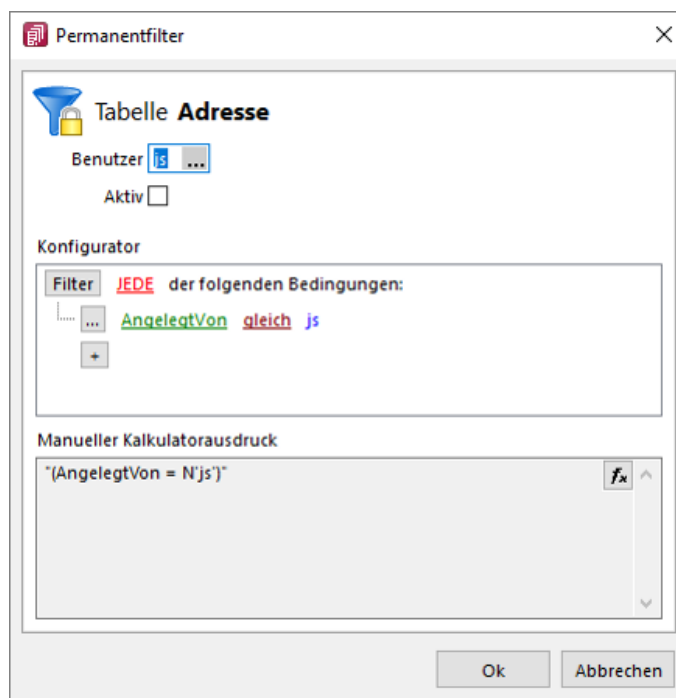 Permanentfilter
Tabelle Adresse
Benutzer js ...
Aktiv
Konfigurator
Filter JEDE der folgenden Bedingungen:
... AngelegtVon gleich js
+
Manueller Kalkulatorausdruck
"(AngelegtVon = N'js')" fx
Ok Abbrechen